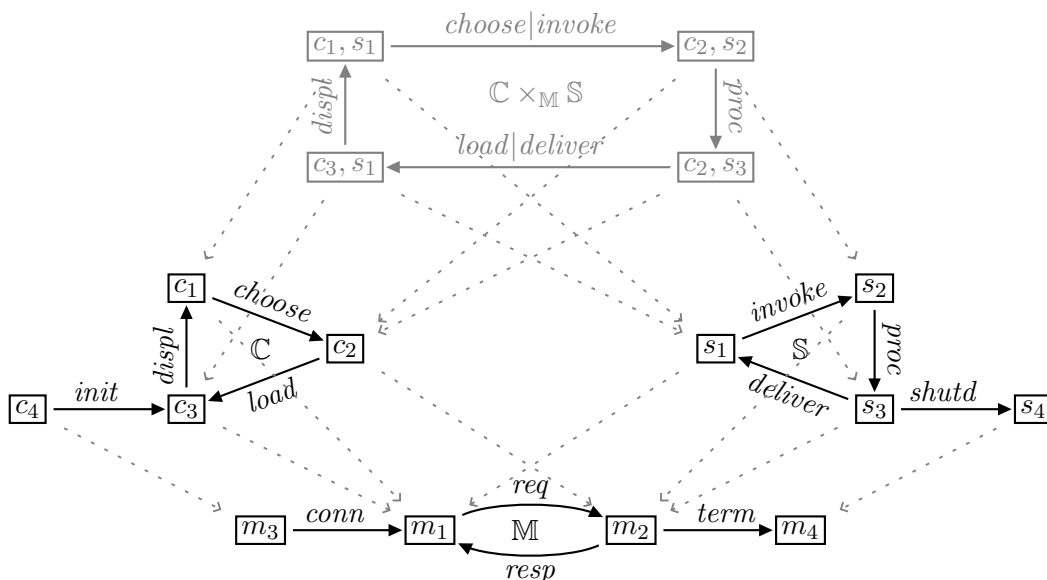 choose|invoke
c₁, s₁ c₂, s₂
displ ℂ ×_𝕄 𝕊 proc
load|deliver
c₃, s₁ c₂, s₃
c₁ choose invoke s₂
displ ℂ c₂ s₁ 𝕊 proc
load deliver
c₄ init c₃ s₃ shutd s₄
req
m₃ conn m₁ 𝕄 m₂ term m₄
resp